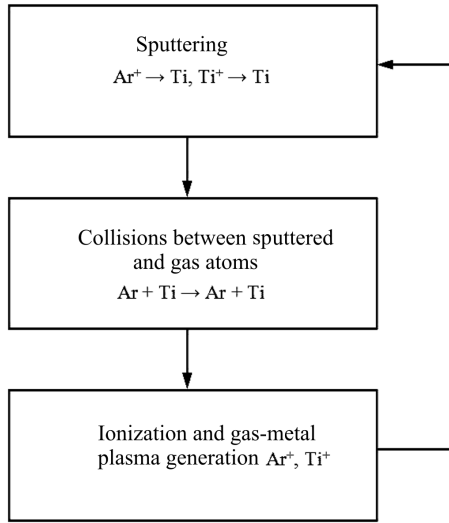 Sputtering
Ar⁺ → Ti, Ti⁺ → Ti
Collisions between sputtered
and gas atoms
Ar + Ti → Ar + Ti
Ionization and gas-metal
plasma generation Ar⁺, Ti⁺